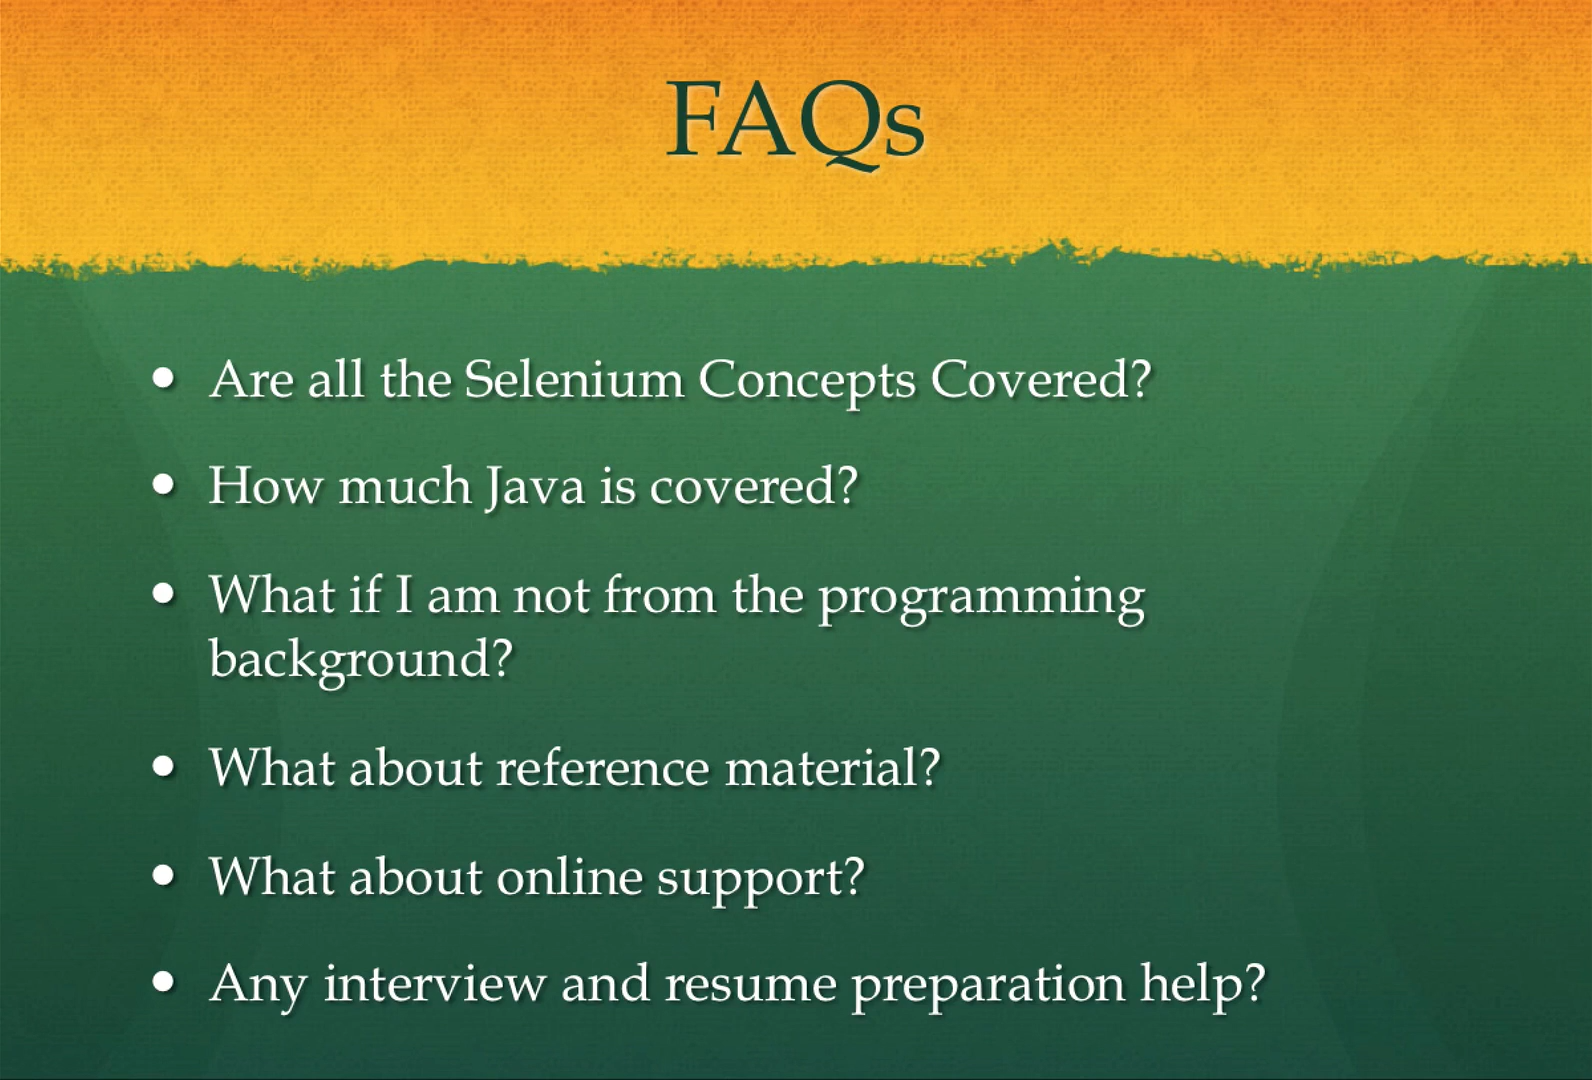 FAQs
• Are all the Selenium Concepts Covered?
• How much Java is covered?
• What if I am not from the programming
background?
• What about reference material?
• What about online support?
• Any interview and resume preparation help?